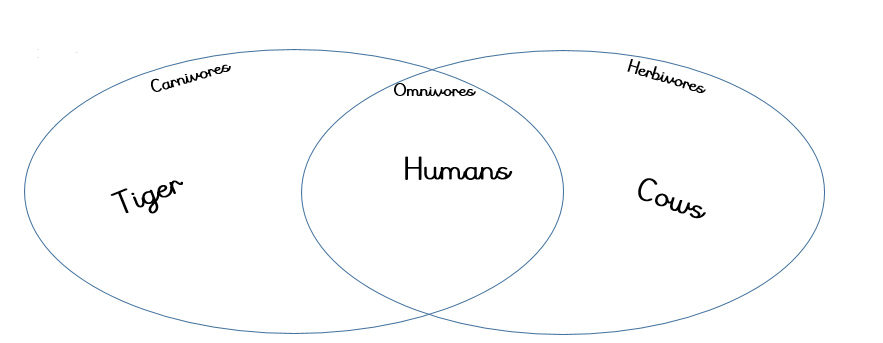 Carnivores
Omnivores
Herbivores
Tiger
Humans
Cows